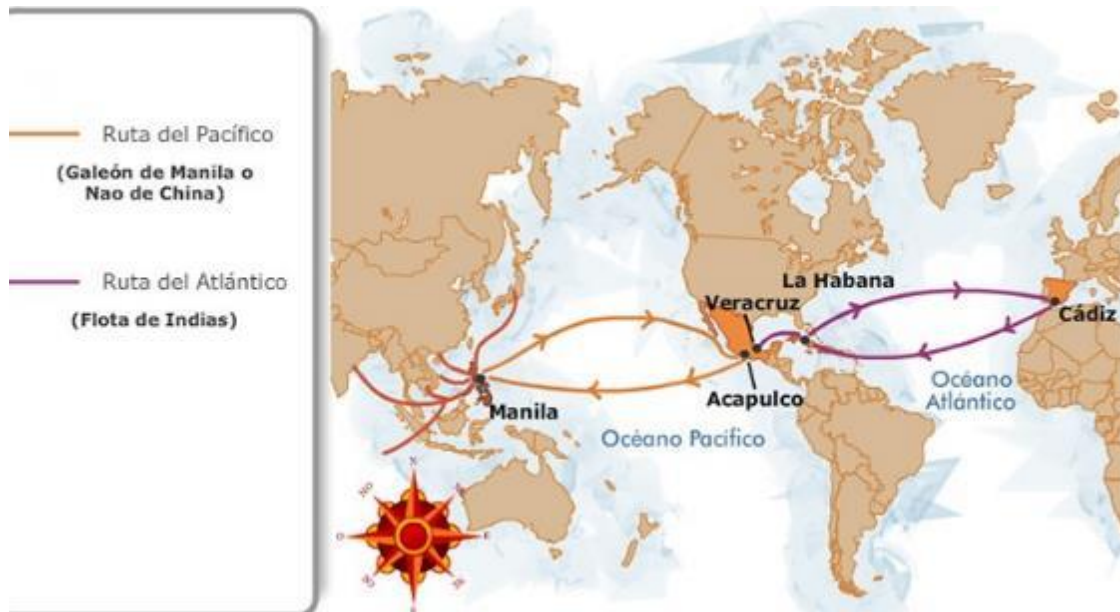 Ruta del Pacífico
(Galeón de Manila o
Nao de China)
Ruta del Atlántico
(Flota de Indias)
La Habana
Veracruz
Cádiz
Acapulco
Manila
Océano
Atlántico
Océano Pacífico
N
NO
O
E